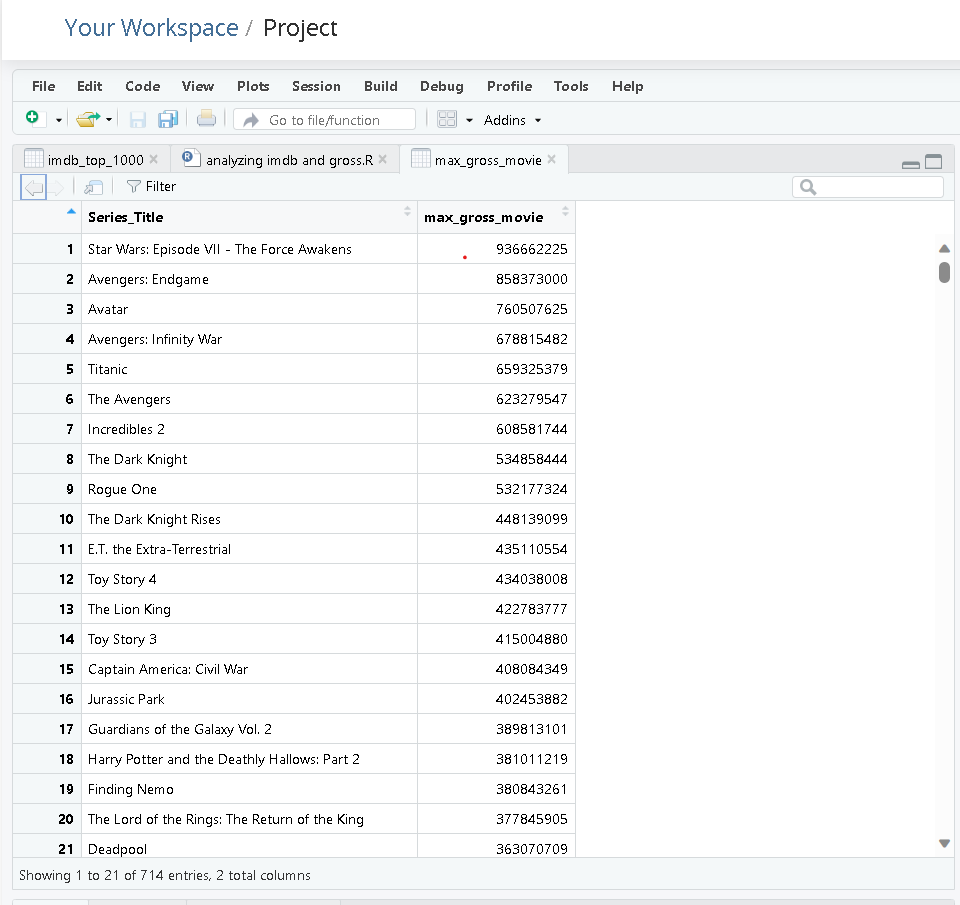 Your Workspace / Project
File Edit Code View Plots Session Build Debug Profile Tools Help
Go to file/function Addins
imdb_top_1000 analyzing imdb and gross.R max_gross_movie
Filter
Series_Title max_gross_movie
1 Star Wars: Episode VII - The Force Awakens 936662225
2 Avengers: Endgame 858373000
3 Avatar 760507625
4 Avengers: Infinity War 678815482
5 Titanic 659325379
6 The Avengers 623279547
7 Incredibles 2 608581744
8 The Dark Knight 534858444
9 Rogue One 532177324
10 The Dark Knight Rises 448139099
11 E.T. the Extra-Terrestrial 435110554
12 Toy Story 4 434038008
13 The Lion King 422783777
14 Toy Story 3 415004880
15 Captain America: Civil War 408084349
16 Jurassic Park 402453882
17 Guardians of the Galaxy Vol. 2 389813101
18 Harry Potter and the Deathly Hallows: Part 2 381011219
19 Finding Nemo 380843261
20 The Lord of the Rings: The Return of the King 377845905
21 Deadpool 363070709
Showing 1 to 21 of 714 entries, 2 total columns